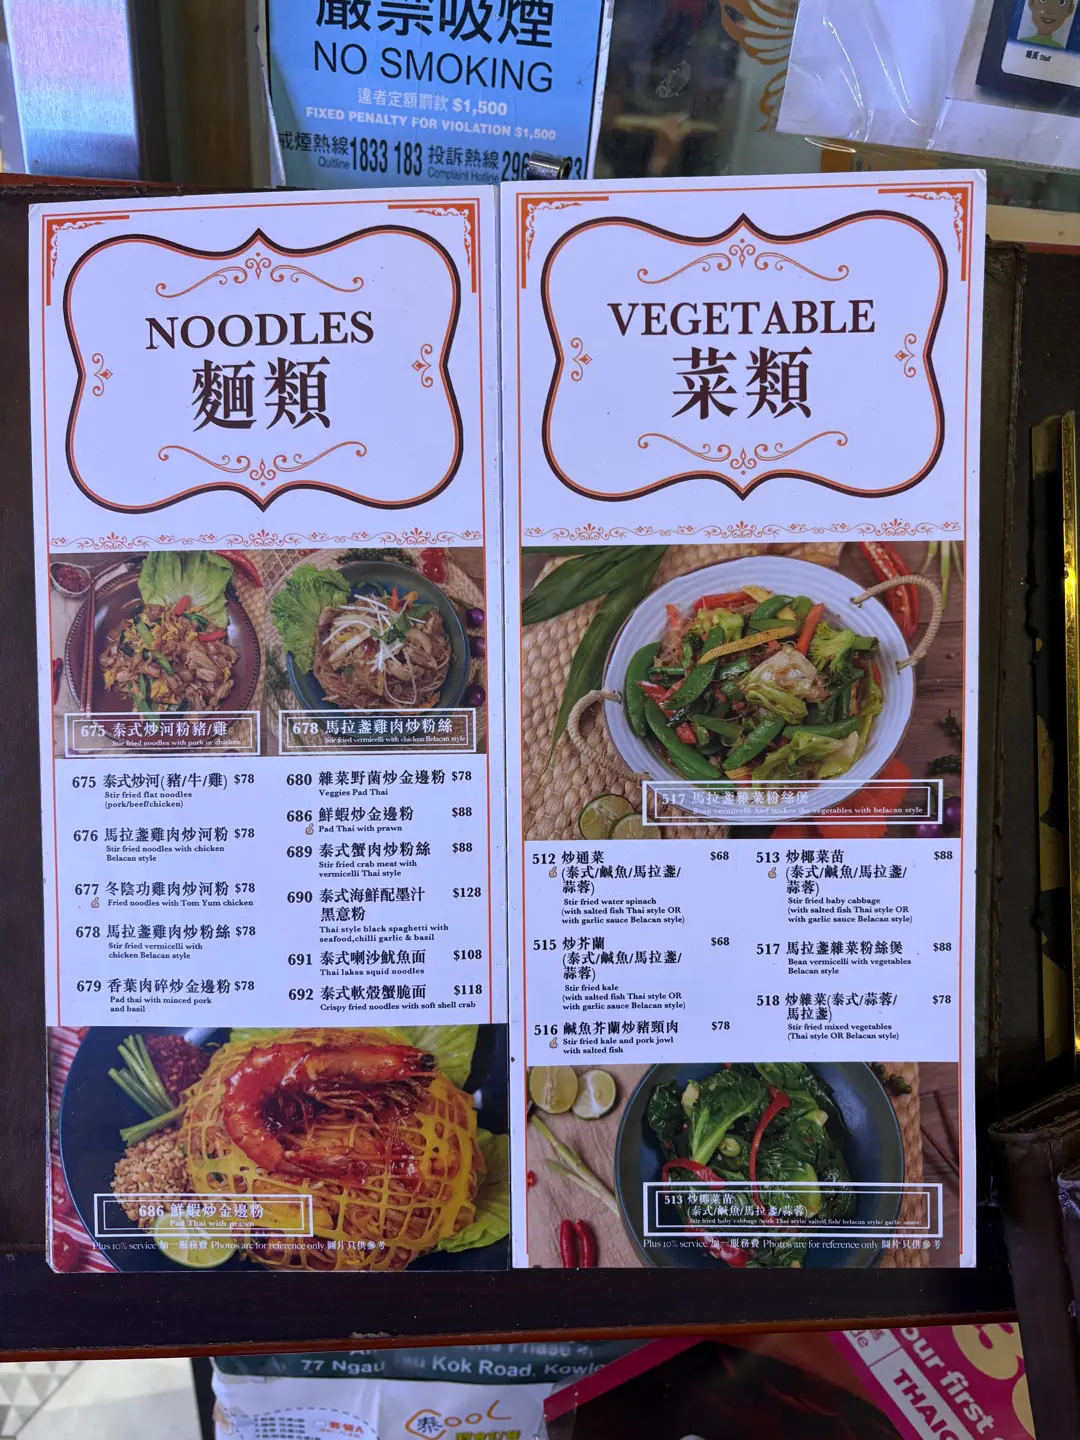 嚴禁吸煙
NO SMOKING
違者定額罰款 $1,500
FIXED PENALTY FOR VIOLATION $1,500
戒煙熱線 1833 183 投訴熱線
Quitline Complaint Hotline
職員 Staff
NOODLES
麵類
675 泰式炒河粉豬/雞
Stir fried noodles with pork or chicken
678 馬拉盞雞肉炒粉絲
Stir fried vermicelli with chicken Belacan style
675 泰式炒河(豬/牛/雞) $78
Stir fried flat noodles
(pork/beef/chicken)
676 馬拉盞雞肉炒河粉 $78
Stir fried noodles with chicken
Belacan style
677 冬陰功雞肉炒河粉 $78
Fried noodles with Tom Yum chicken
678 馬拉盞雞肉炒粉絲 $78
Stir fried vermicelli with
chicken Belacan style
679 香葉肉碎炒金邊粉 $78
Pad thai with minced pork
and basil
680 雜菜野菌炒金邊粉 $78
Veggies Pad Thai
686 鮮蝦炒金邊粉 $88
Pad Thai with prawn
689 泰式蟹肉炒粉絲 $88
Stir fried crab meat with
vermicelli Thai style
690 泰式海鮮配墨汁 $128
黑意粉
Thai style black spaghetti with
seafood,chilli garlic & basil
691 泰式喇沙魷魚面 $108
Thai laksa squid noodles
692 泰式軟殼蟹脆面 $118
Crispy fried noodles with soft shell crab
686 鮮蝦炒金邊粉
Pad Thai with prawn
Plus 10% service 加一服務費 Photos are for reference only 圖片只供參考
VEGETABLE
菜類
517 馬拉盞雜菜粉絲煲
Bean vermicelli And makes the vegetables with belacan style
512 炒通菜 $68
(泰式/鹹魚/馬拉盞/
蒜蓉)
Stir fried water spinach
(with salted fish Thai style OR
with garlic sauce Belacan style)
515 炒芥蘭 $68
(泰式/鹹魚/馬拉盞/
蒜蓉)
Stir fried kale
(with salted fish Thai style OR
with garlic sauce Belacan style)
516 鹹魚芥蘭炒豬頸肉 $78
Stir fried kale and pork jowl
with salted fish
513 炒椰菜苗 $88
(泰式/鹹魚/馬拉盞/
蒜蓉)
Stir fried baby cabbage
(with salted fish Thai style OR
with garlic sauce Belacan style)
517 馬拉盞雜菜粉絲煲 $88
Bean vermicelli with vegetables
Belacan style
518 炒雜菜(泰式/蒜蓉/ $78
馬拉盞)
Stir fried mixed vegetables
(Thai style OR Belacan style)
513 炒椰菜苗
(泰式/鹹魚/馬拉盞/蒜蓉)
Stir fried baby cabbage (with Thai style/ salted fish/ belacan style/ garlic sauce)
Plus 10% service 加一服務費 Photos are for reference only 圖片只供參考
77 Ngau Kok Road,
泰 COOL
our first
THAI